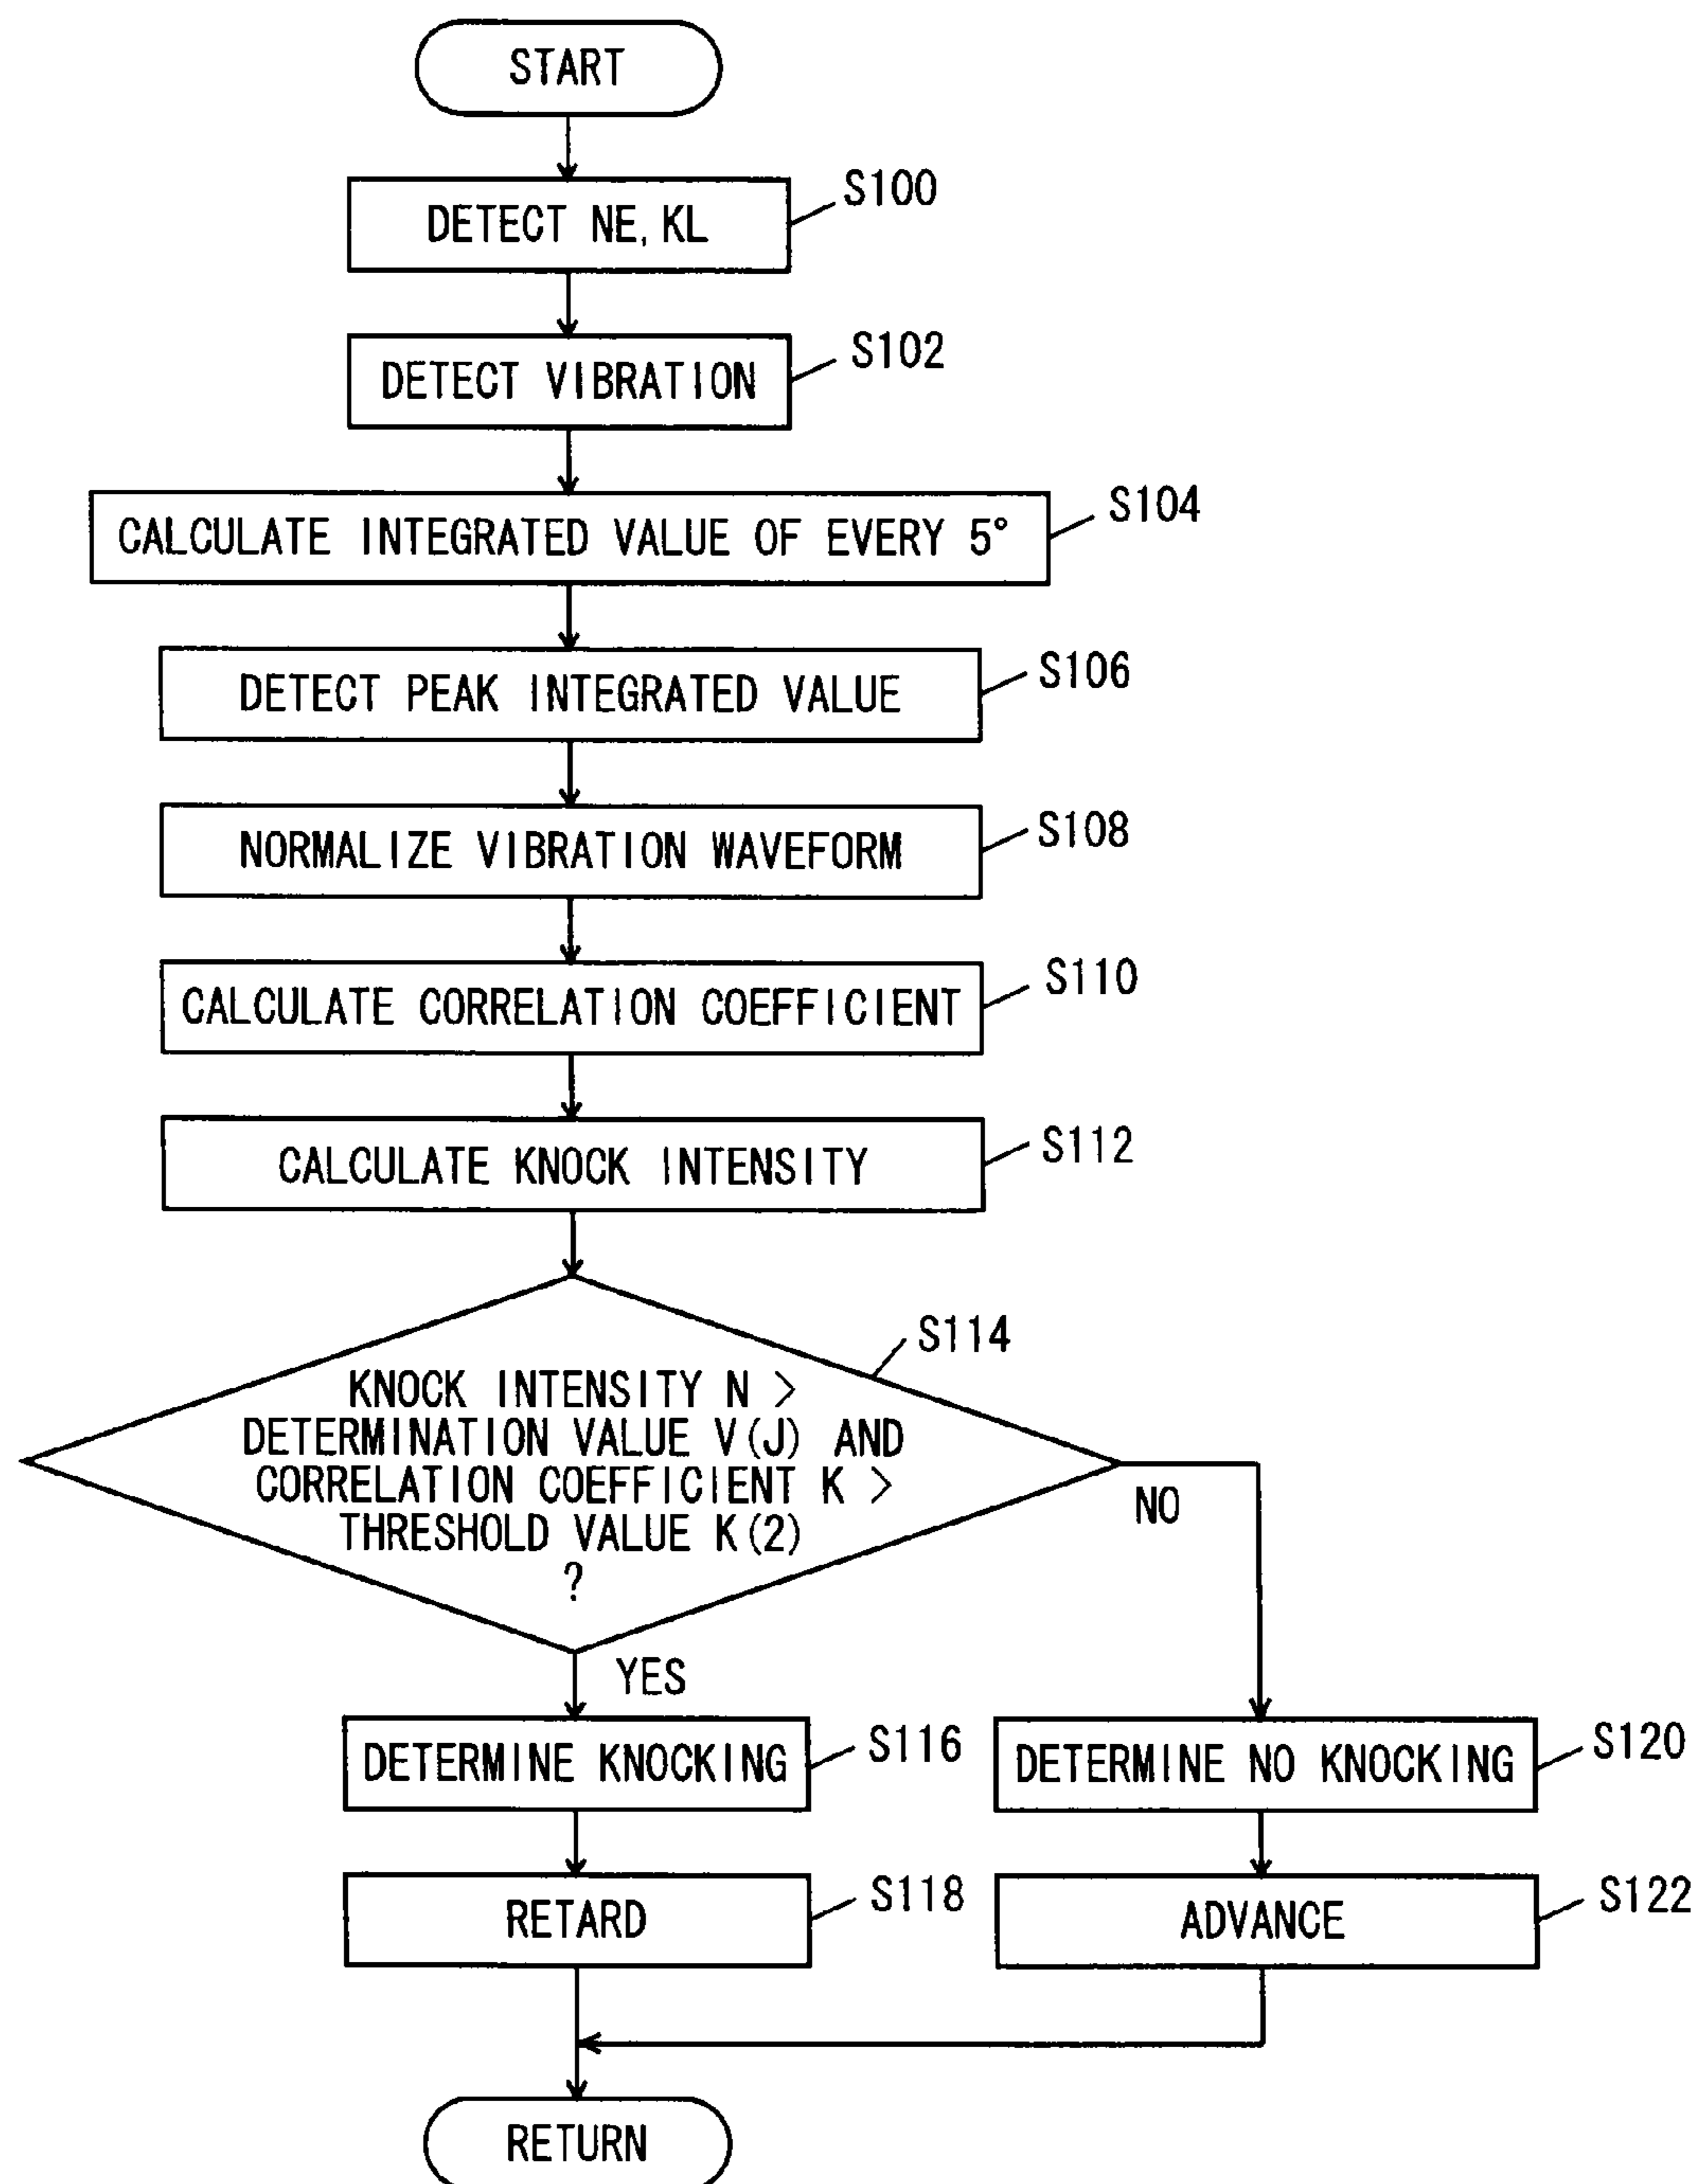 START
S100
DETECT NE, KL
S102
DETECT VIBRATION
S104
CALCULATE INTEGRATED VALUE OF EVERY 5°
S106
DETECT PEAK INTEGRATED VALUE
S108
NORMALIZE VIBRATION WAVEFORM
S110
CALCULATE CORRELATION COEFFICIENT
S112
CALCULATE KNOCK INTENSITY
S114
KNOCK INTENSITY N >
DETERMINATION VALUE V(J) AND
CORRELATION COEFFICIENT K >
THRESHOLD VALUE K(2)
?
NO
YES
S116
DETERMINE KNOCKING
S120
DETERMINE NO KNOCKING
S118
RETARD
S122
ADVANCE
RETURN